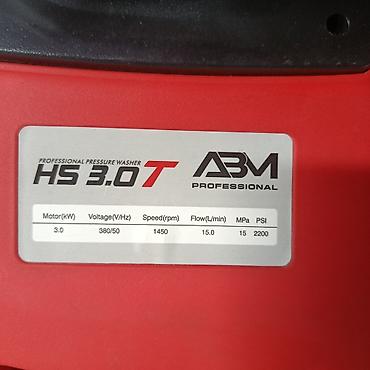 PROFESSIONAL PRESSURE WASHER
HS 3.0 T
ABM
PROFESSIONAL
Motor(kW) Voltage(V/Hz) Speed(rpm) Flow(L/min) MPa PSI
3.0 380/50 1450 15.0 15 2200